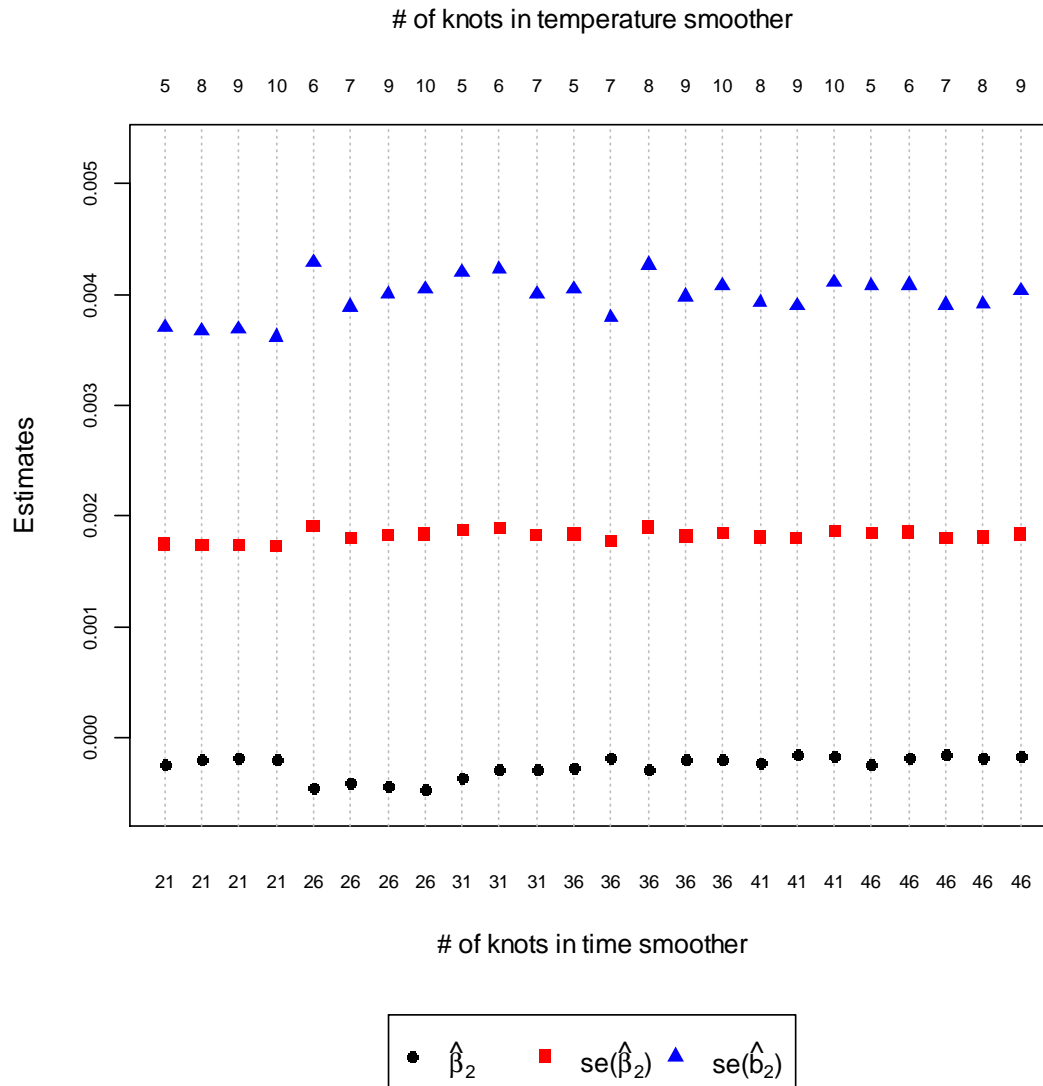 # of knots in temperature smoother
5 8 9 10 6 7 9 10 5 6 7 5 7 8 9 10 8 9 10 5 6 7 8 9
0.005
0.004
0.003
0.002
0.001
0.000
Estimates
21 21 21 21 26 26 26 26 31 31 31 36 36 36 36 36 41 41 41 46 46 46 46 46
# of knots in time smoother
β̂₂ se(β̂₂) se(b̂₂)